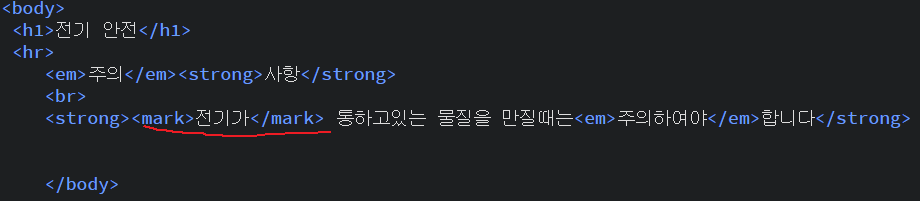 <body>
<h1>전기 안전</h1>
<hr>
<em>주의</em><strong>사항</strong>
<br>
<strong><mark>전기가</mark> 통하고있는 물질을 만질때는<em>주의하여야</em>합니다</strong>
</body>